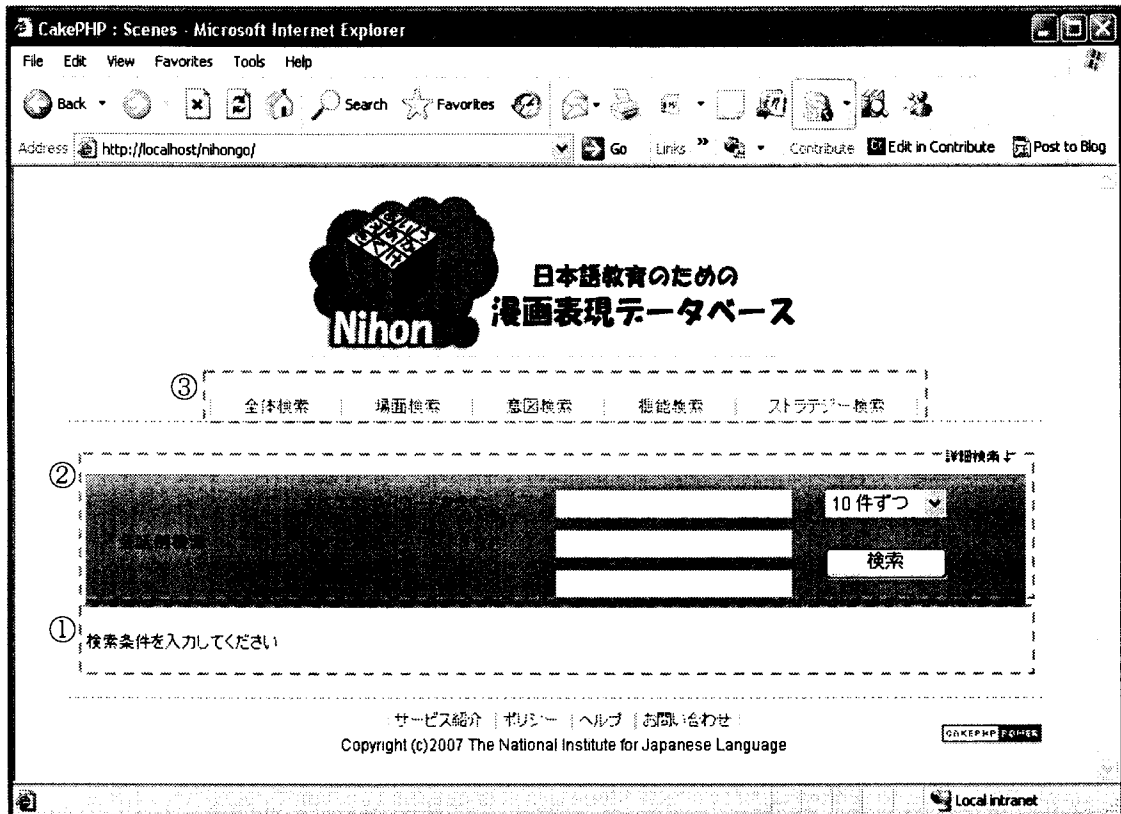 CakePHP : Scenes - Microsoft Internet Explorer
File Edit View Favorites Tools Help
Back Search Favorites
Address http://localhost/nihongo/ Go Links » Contribute Edit in Contribute Post to Blog
日本語教育のための
漫画表現データベース
Nihon
③
全体検索 | 場面検索 | 意図検索 | 機能検索 | ストラテジー検索
詳細検索↓
②
10 件ずつ
検索
①
検索条件を入力してください
サービス紹介 | ポリシー | ヘルプ | お問い合わせ
Copyright (c)2007 The National Institute for Japanese Language
CAKEPHP POWER
Local intranet